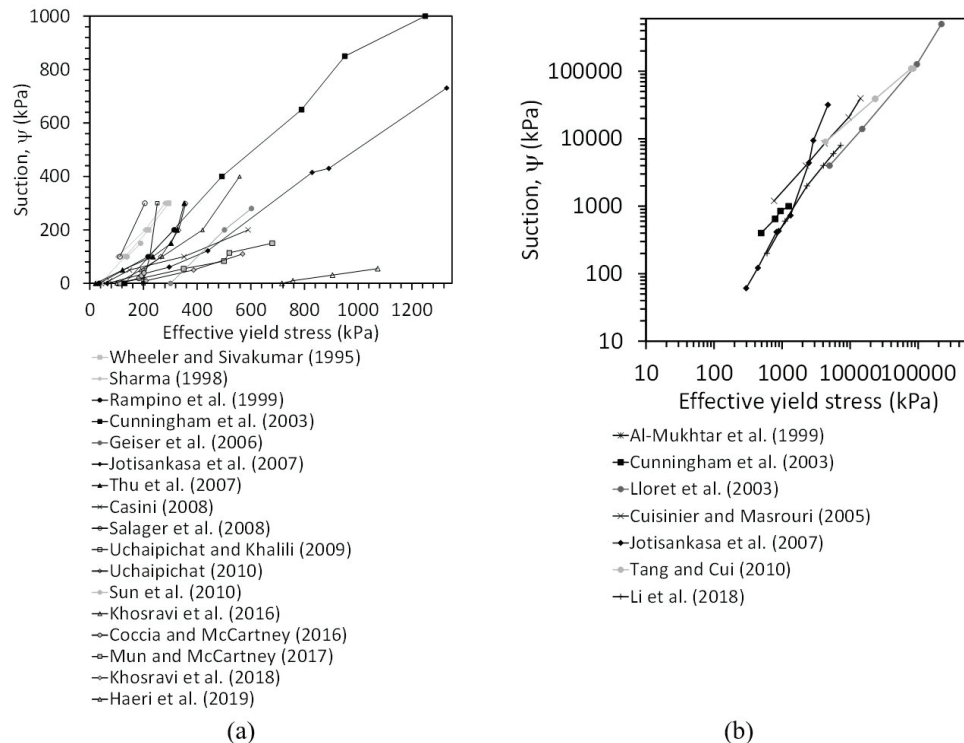 (a)
1000
800
600
400
200
0
Suction, ψ (kPa)
0 200 400 600 800 1000 1200
Effective yield stress (kPa)
Wheeler and Sivakumar (1995)
Sharma (1998)
Rampino et al. (1999)
Cunningham et al. (2003)
Geiser et al. (2006)
Jotisankasa et al. (2007)
Thu et al. (2007)
Casini (2008)
Salager et al. (2008)
Uchaipichat and Khalili (2009)
Uchaipichat (2010)
Sun et al. (2010)
Khosravi et al. (2016)
Coccia and McCartney (2016)
Mun and McCartney (2017)
Khosravi et al. (2018)
Haeri et al. (2019)
(a)
(b)
100000
10000
1000
100
10
Suction, ψ (kPa)
10 100 1000 10000 100000
Effective yield stress (kPa)
Al-Mukhtar et al. (1999)
Cunningham et al. (2003)
Lloret et al. (2003)
Cuisinier and Masrouri (2005)
Jotisankasa et al. (2007)
Tang and Cui (2010)
Li et al. (2018)
(b)